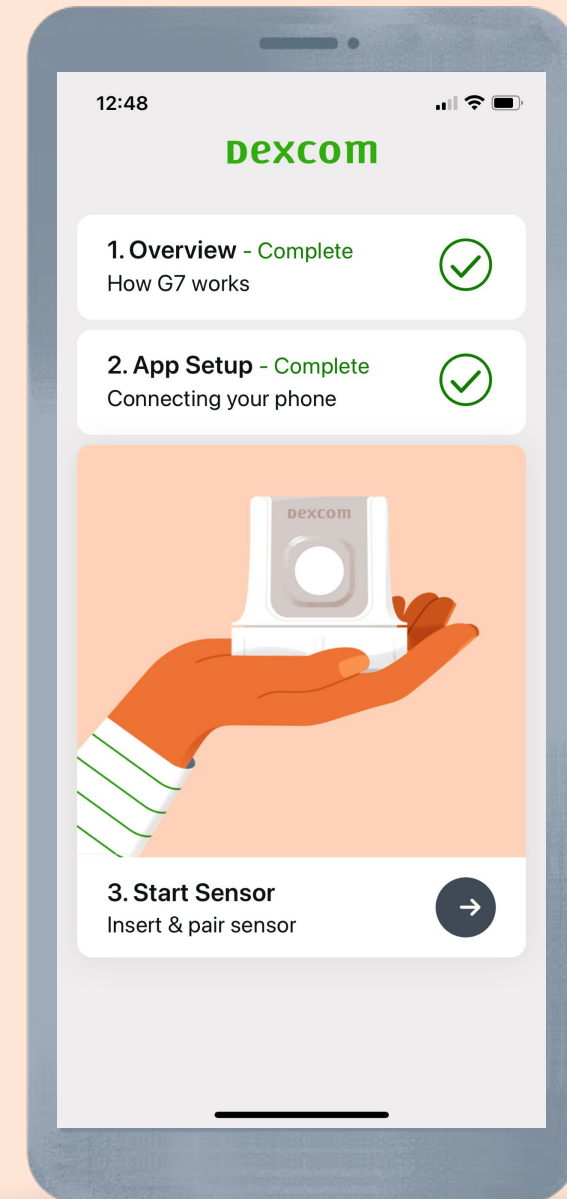 12:48
Dexcom
1. Overview - Complete
How G7 works
2. App Setup - Complete
Connecting your phone
Dexcom
3. Start Sensor
Insert & pair sensor